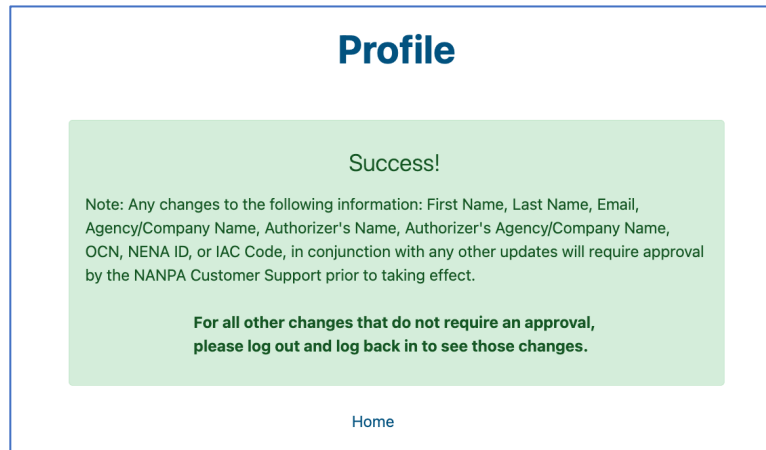 Profile
Success!
Note: Any changes to the following information: First Name, Last Name, Email,
Agency/Company Name, Authorizer's Name, Authorizer's Agency/Company Name,
OCN, NENA ID, or IAC Code, in conjunction with any other updates will require approval
by the NANPA Customer Support prior to taking effect.
For all other changes that do not require an approval,
please log out and log back in to see those changes.
Home